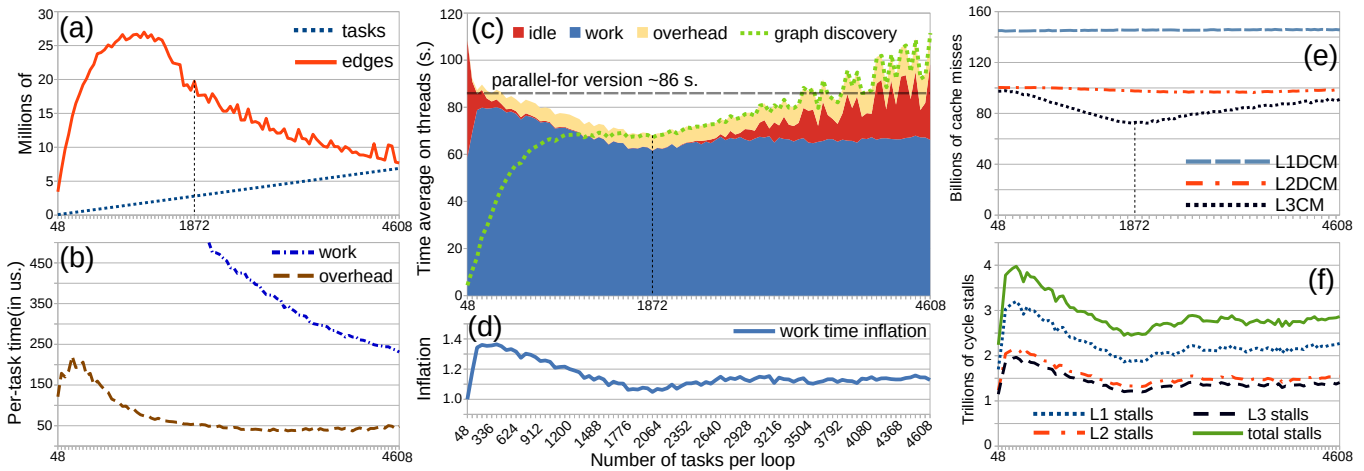 (a)
tasks
edges
Millions of
30
25
20
15
10
5
0
48
1872
4608
(b)
work
overhead
Per-task time(in us.)
450
350
250
150
50
48
4608
(c)
idle
work
overhead
graph discovery
parallel-for version ~86 s.
Time average on threads (s.)
120
100
80
60
40
20
0
48
1872
4608
(d)
work time inflation
Inflation
1.4
1.2
1.0
48
336
624
912
1200
1488
1776
2064
2352
2640
2928
3216
3504
3792
4080
4368
4608
Number of tasks per loop
(e)
Billions of cache misses
160
140
120
100
80
60
L1DCM
L2DCM
L3CM
48
1872
4608
(f)
Trillions of cycle stalls
4
3
2
1
0
L1 stalls
L3 stalls
L2 stalls
total stalls
48
4608